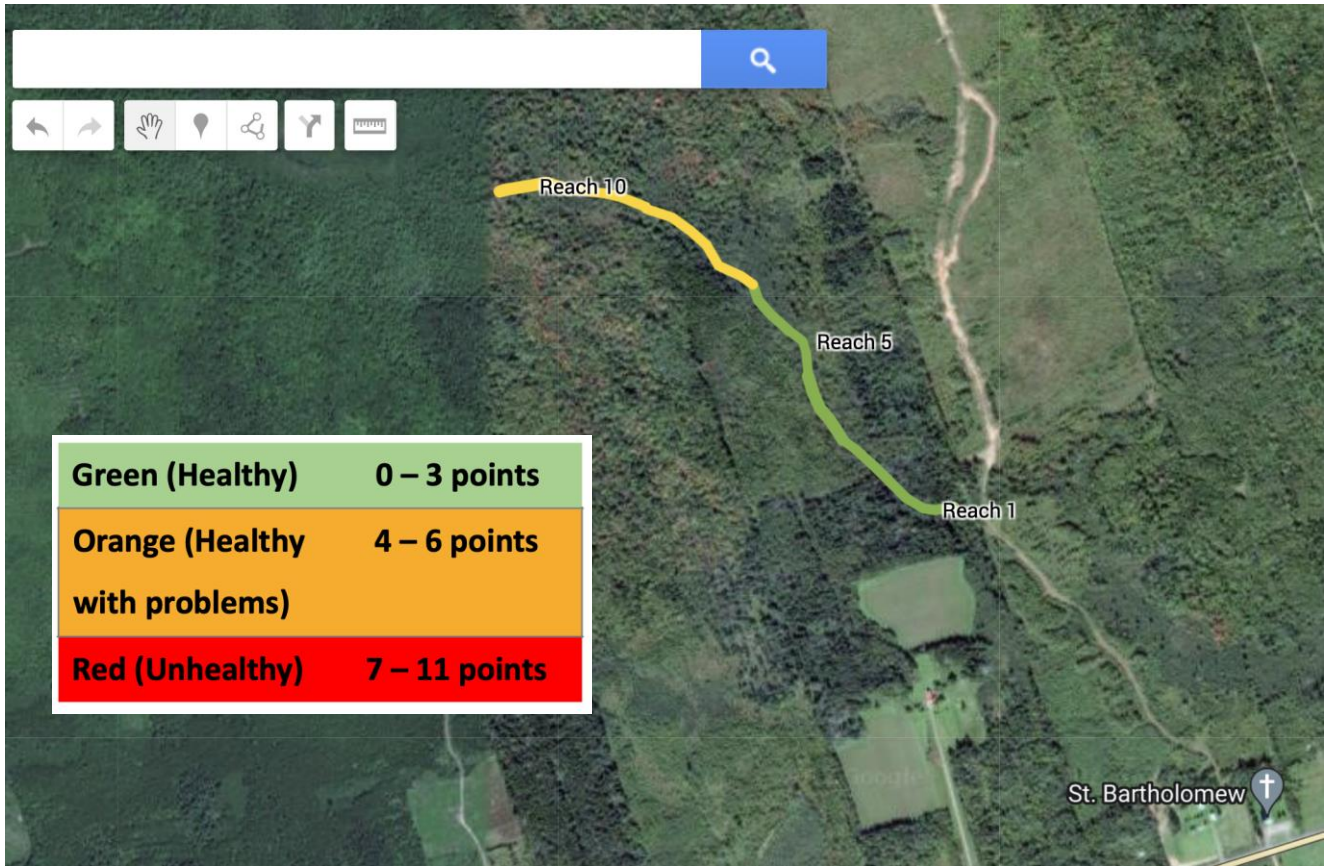 Reach 10
Reach 5
Green (Healthy) 0 – 3 points
Orange (Healthy 4 – 6 points
with problems)
Red (Unhealthy) 7 – 11 points
Reach 1
Google
St. Bartholomew